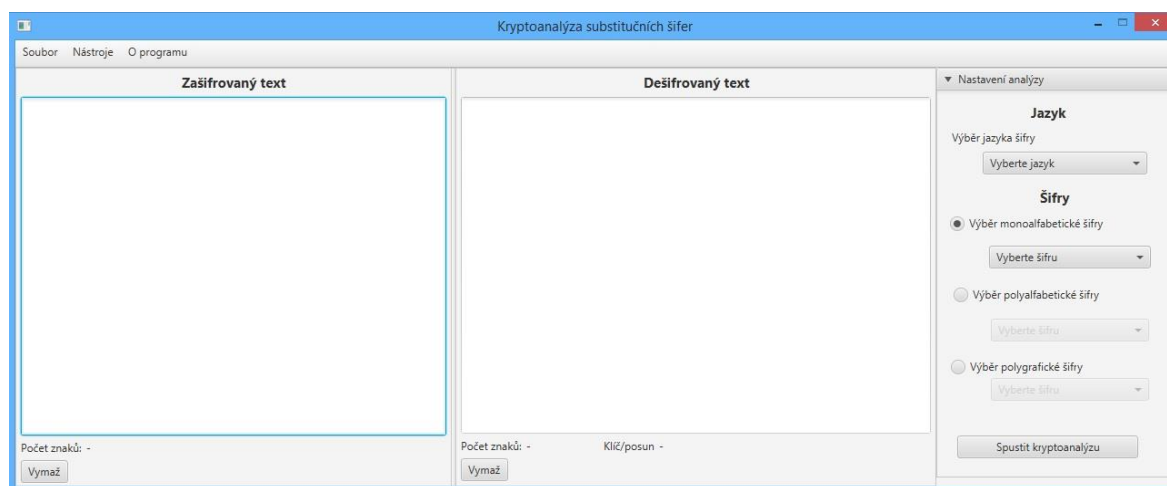 Kryptoanalýza substitučních šifer
Soubor Nástroje O programu
Zašifrovaný text
Dešifrovaný text
Nastavení analýzy
Jazyk
Výběr jazyka šifry
Vyberte jazyk
Šifry
Výběr monoalfabetické šifry
Vyberte šifru
Výběr polyalfabetické šifry
Vyberte šifru
Výběr polygrafické šifry
Vyberte šifru
Spustit kryptoanalýzu
Počet znaků: -
Vymaž
Počet znaků: - Klíč/posun -
Vymaž